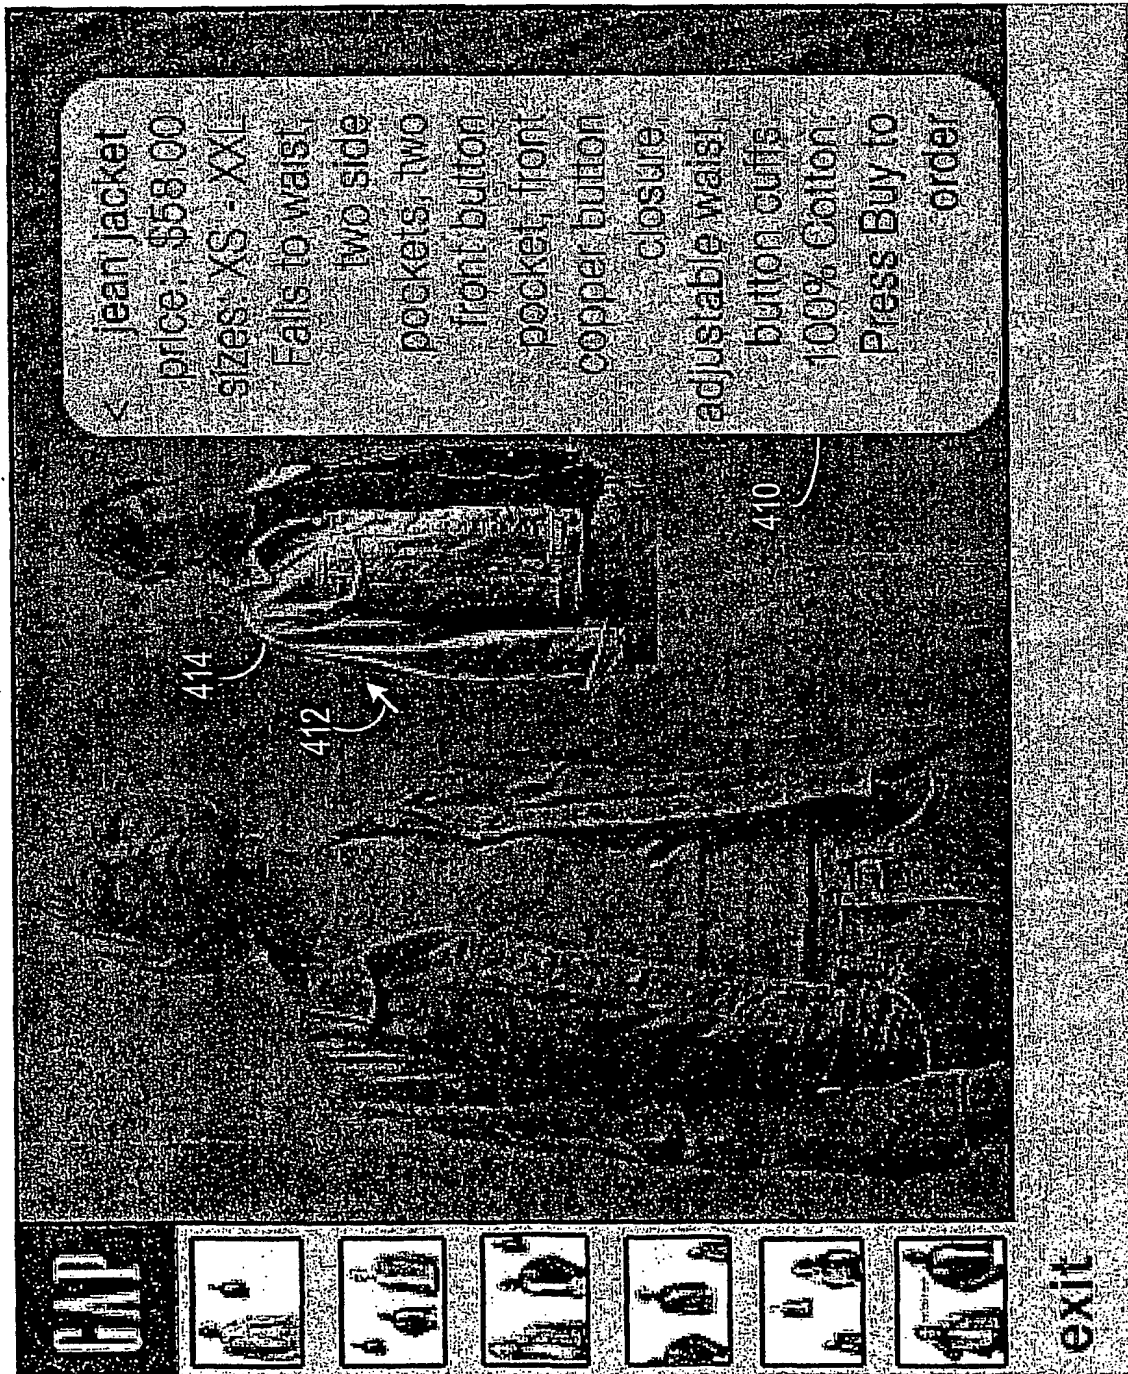 < jean jacket
price: $58.00
sizes: XS - XXL
Falls to waist,
two side
pockets, two
front button
pocket, front
copper button
closure,
adjustable waist,
button cuffs.
100% Cotton.
Press Buy to
order
414
412
410
exit